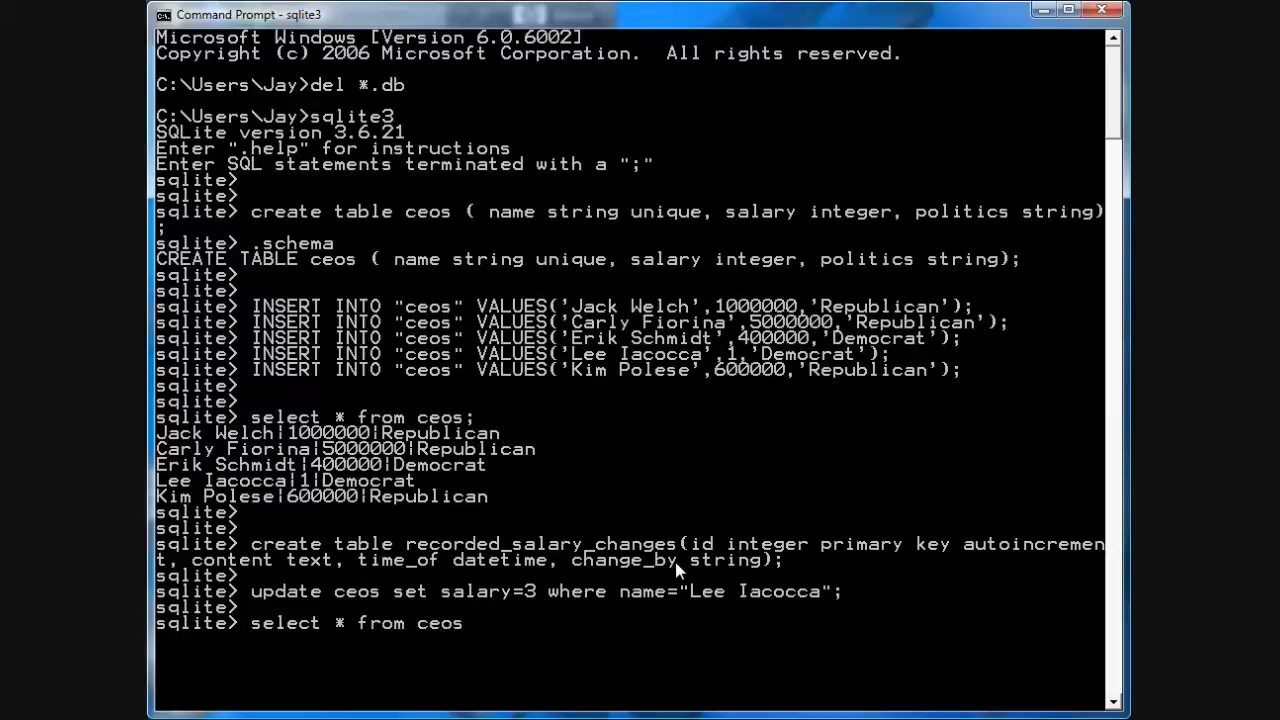 Command Prompt - sqlite3
Microsoft Windows [Version 6.0.6002]
Copyright (c) 2006 Microsoft Corporation.  All rights reserved.
C:\Users\Jay>del *.db
C:\Users\Jay>sqlite3
SQLite version 3.6.21
Enter ".help" for instructions
Enter SQL statements terminated with a ";"
sqlite>
sqlite>
sqlite> create table ceos ( name string unique, salary integer, politics string)
;
sqlite> .schema
CREATE TABLE ceos ( name string unique, salary integer, politics string);
sqlite>
sqlite>
sqlite> INSERT INTO "ceos" VALUES('Jack Welch',1000000,'Republican');
sqlite> INSERT INTO "ceos" VALUES('Carly Fiorina',5000000,'Republican');
sqlite> INSERT INTO "ceos" VALUES('Erik Schmidt',400000,'Democrat');
sqlite> INSERT INTO "ceos" VALUES('Lee Iacocca',1,'Democrat');
sqlite> INSERT INTO "ceos" VALUES('Kim Polese',600000,'Republican');
sqlite>
sqlite>
sqlite> select * from ceos;
Jack Welch|1000000|Republican
Carly Fiorina|5000000|Republican
Erik Schmidt|400000|Democrat
Lee Iacocca|1|Democrat
Kim Polese|600000|Republican
sqlite>
sqlite>
sqlite> create table recorded_salary_changes(id integer primary key autoincremen
t, content text, time_of datetime, change_by string);
sqlite>
sqlite> update ceos set salary=3 where name="Lee Iacocca";
sqlite>
sqlite> select * from ceos